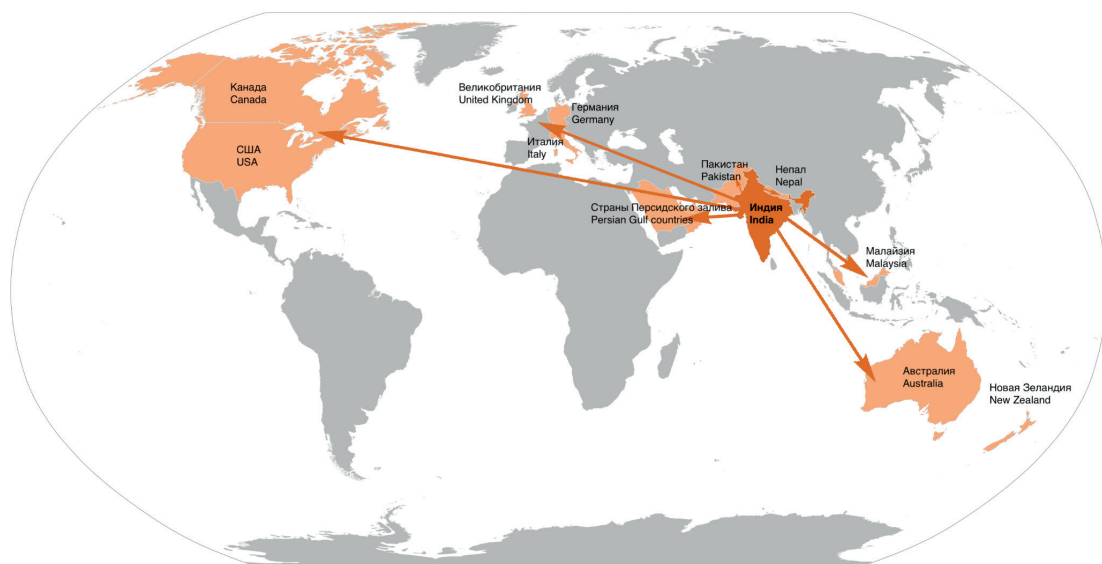 Канада
Canada
США
USA
Великобритания
United Kingdom
Германия
Germany
Италия
Italy
Пакистан
Pakistan
Непал
Nepal
Страны Персидского залива
Persian Gulf countries
Индия
India
Малайзия
Malaysia
Австралия
Australia
Новая Зеландия
New Zealand